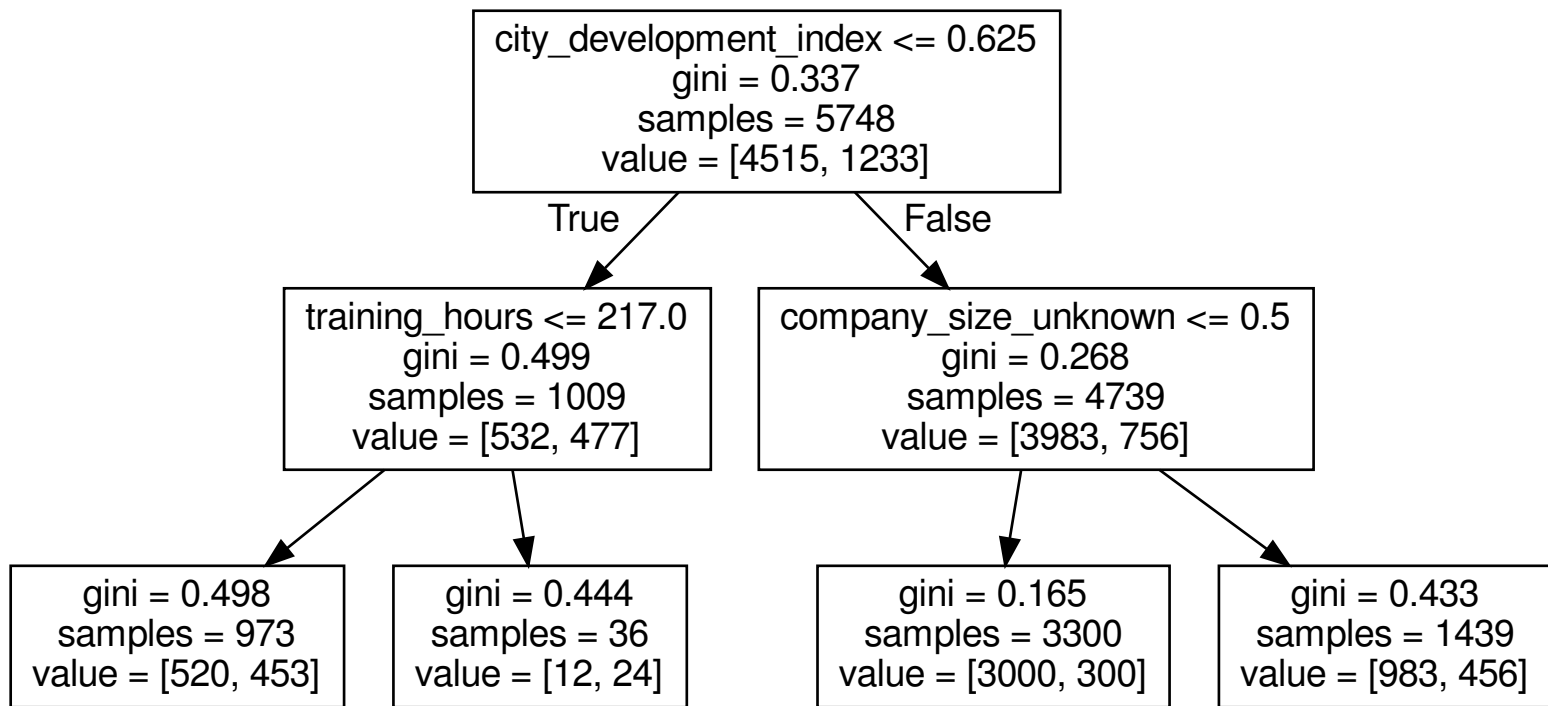 city_development_index <= 0.625
gini = 0.337
samples = 5748
value = [4515, 1233]
True
False
training_hours <= 217.0
gini = 0.499
samples = 1009
value = [532, 477]
company_size_unknown <= 0.5
gini = 0.268
samples = 4739
value = [3983, 756]
gini = 0.498
samples = 973
value = [520, 453]
gini = 0.444
samples = 36
value = [12, 24]
gini = 0.165
samples = 3300
value = [3000, 300]
gini = 0.433
samples = 1439
value = [983, 456]